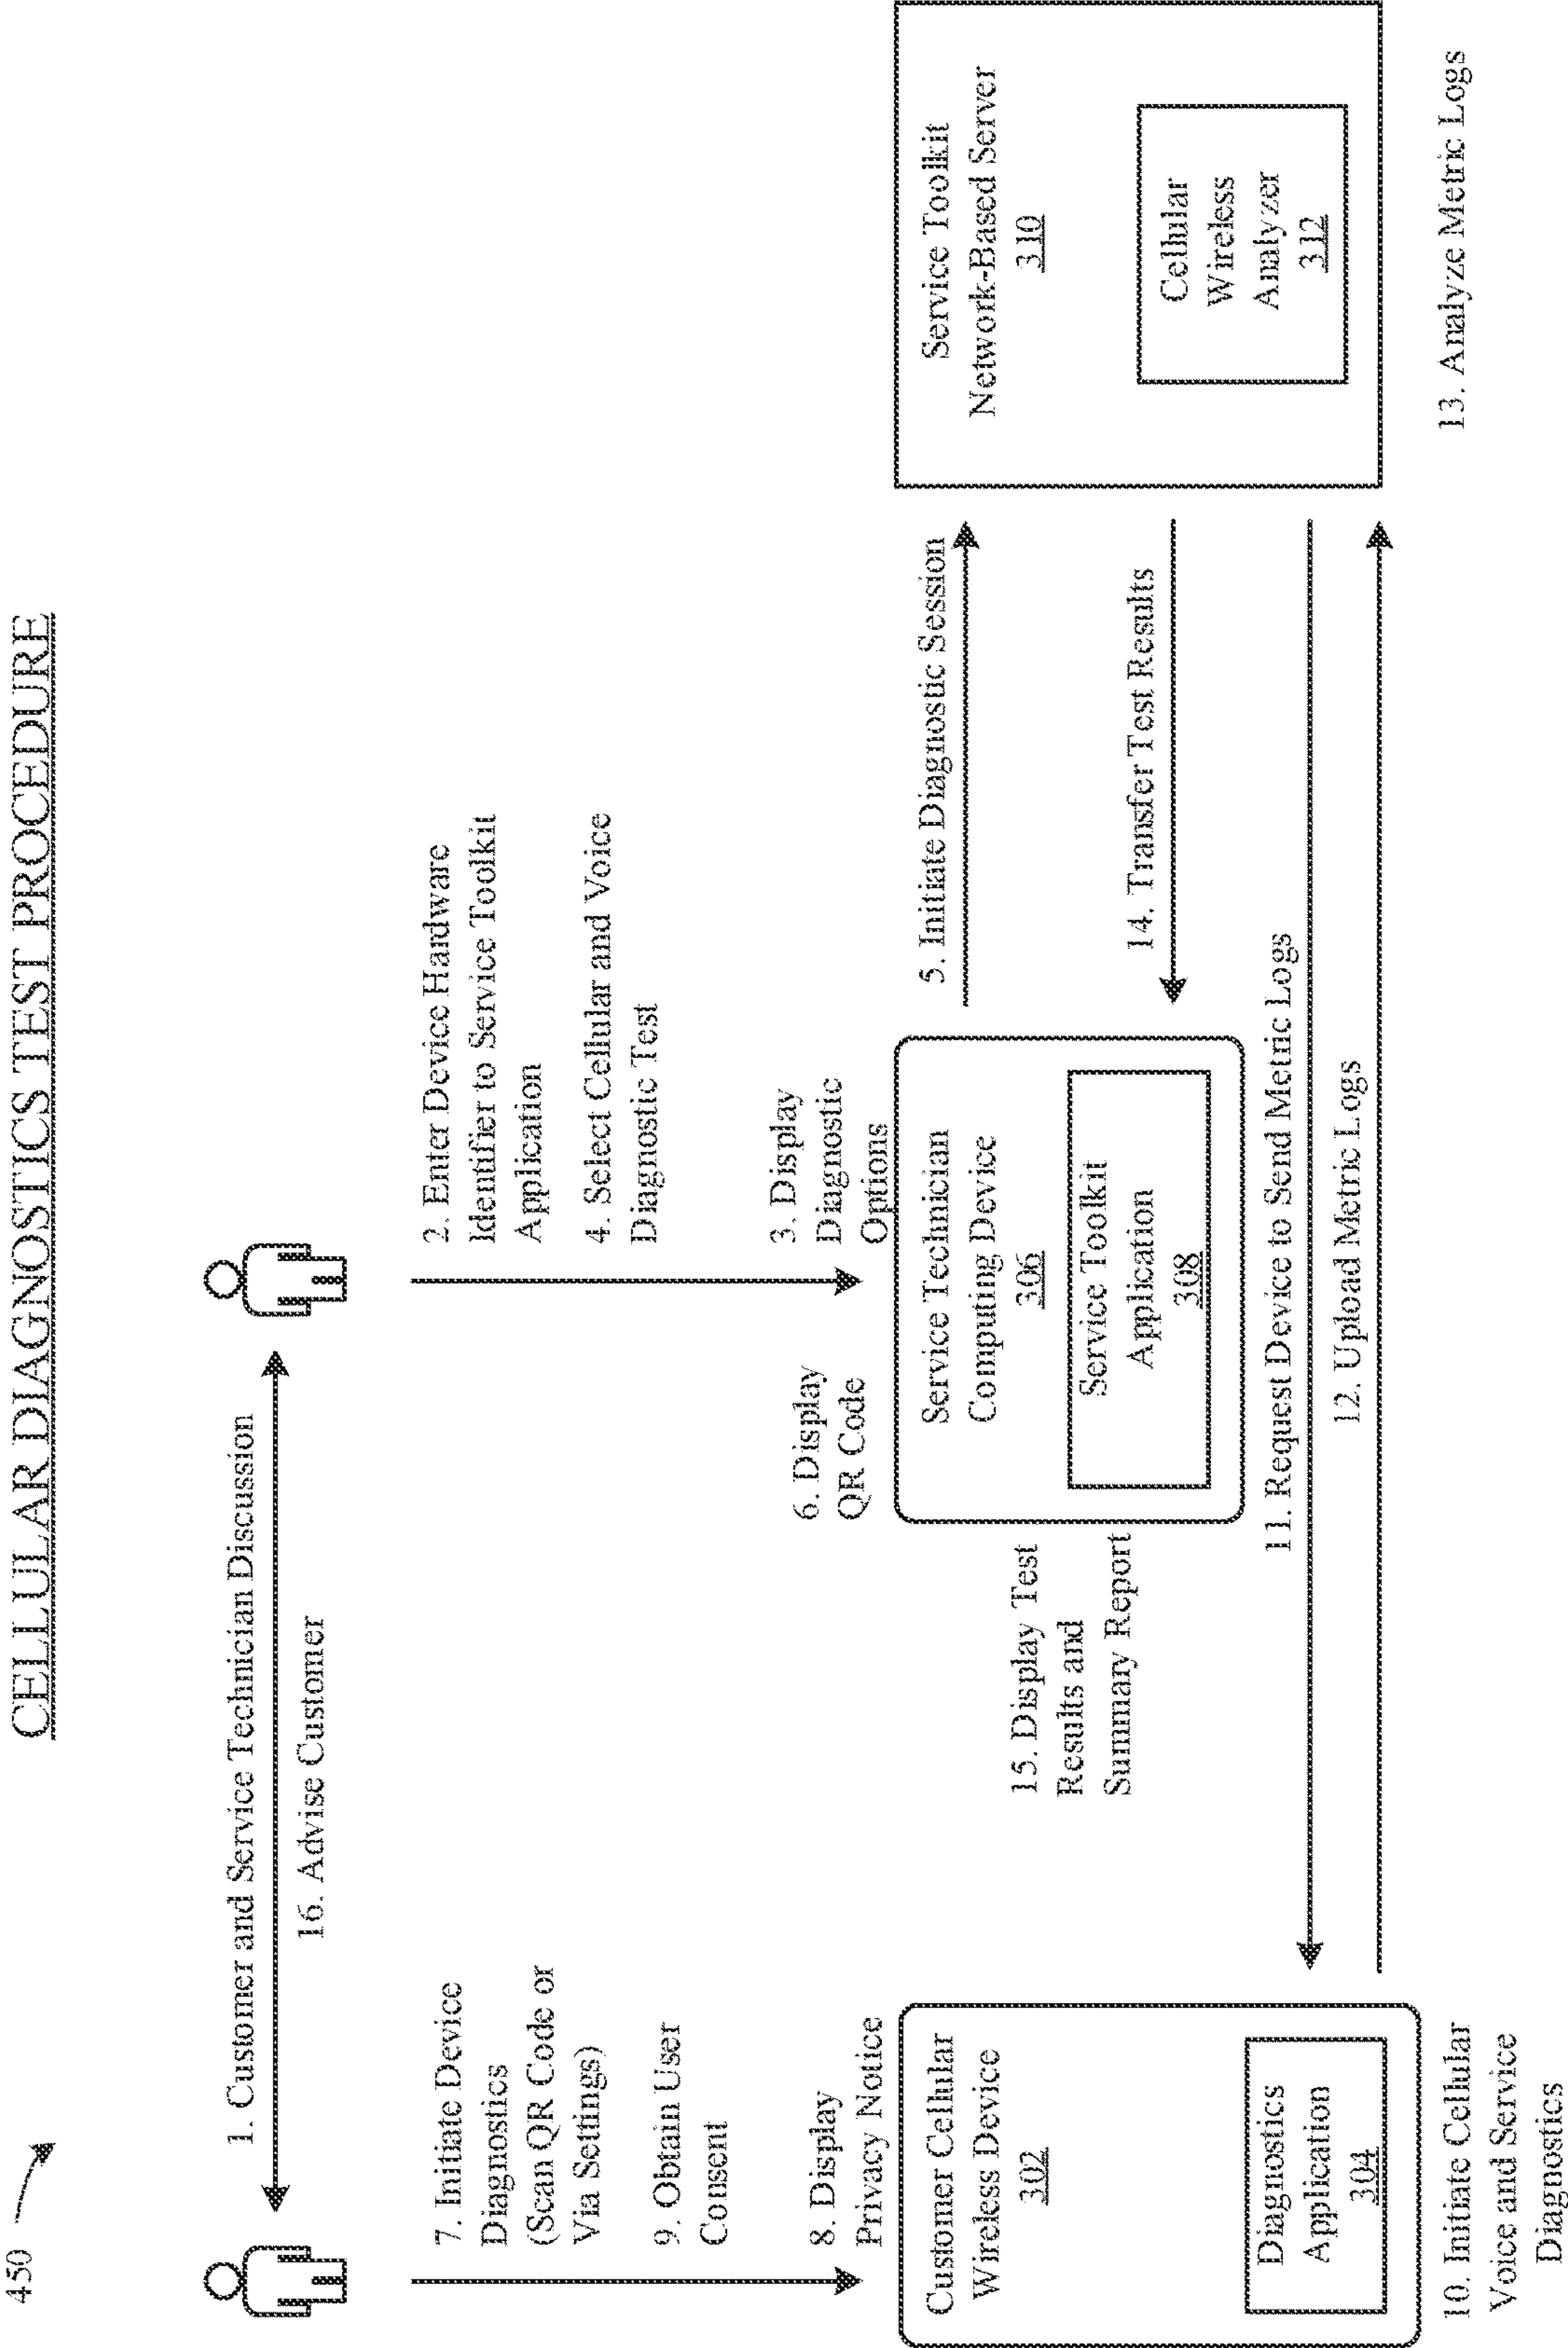 450
CELLULAR DIAGNOSTICS TEST PROCEDURE
1. Customer and Service Technician Discussion
16. Advise Customer
7. Initiate Device
Diagnostics
(Scan QR Code or
Via Settings)
9. Obtain User
Consent
8. Display
Privacy Notice
2. Enter Device Hardware
Identifier to Service Toolkit
Application
4. Select Cellular and Voice
Diagnostic Test
3. Display
Diagnostic
Options
6. Display
QR Code
Customer Cellular
Wireless Device
302
Diagnostics
Application
304
10. Initiate Cellular
Voice and Service
Diagnostics
15. Display Test
Results and
Summary Report
Service Technician
Computing Device
306
Service Toolkit
Application
308
5. Initiate Diagnostic Session
14. Transfer Test Results
11. Request Device to Send Metric Logs
12. Upload Metric Logs
Service Toolkit
Network-Based Server
310
Cellular
Wireless
Analyzer
312
13. Analyze Metric Logs